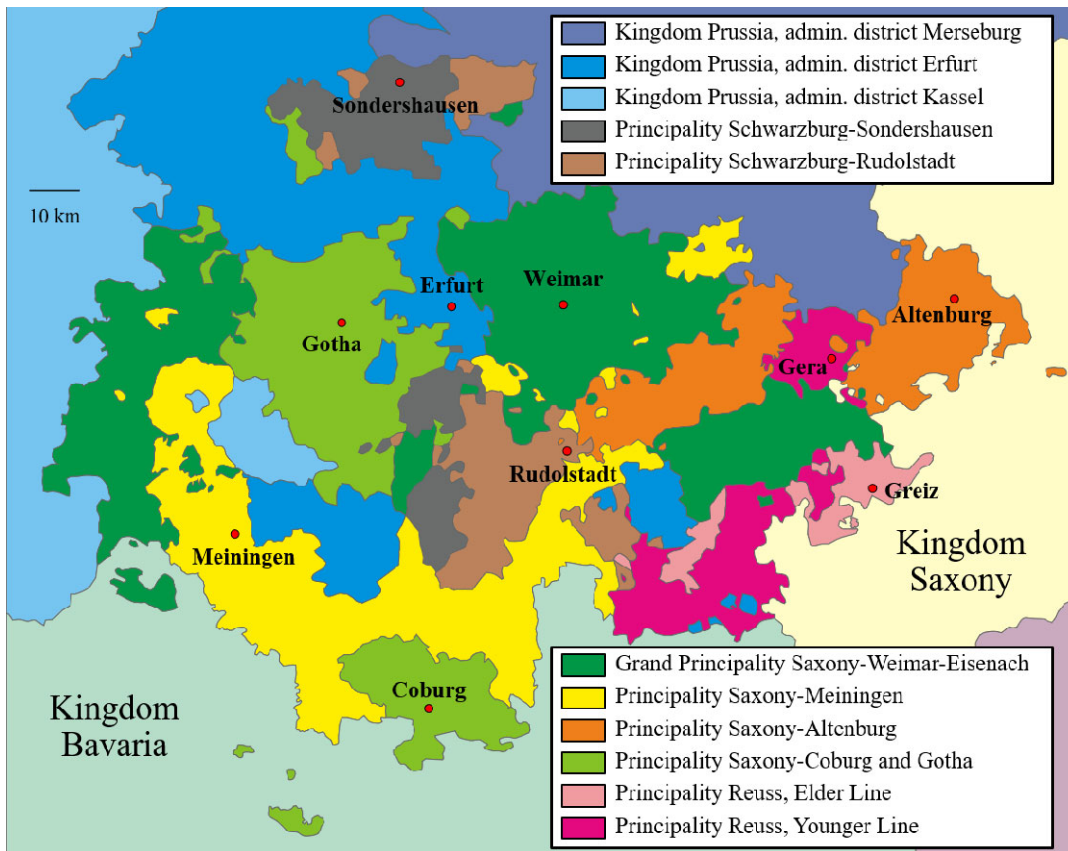 Kingdom Prussia, admin. district Merseburg
Kingdom Prussia, admin. district Erfurt
Kingdom Prussia, admin. district Kassel
Principality Schwarzburg-Sondershausen
Principality Schwarzburg-Rudolstadt
Sondershausen
10 km
Erfurt
Weimar
Altenburg
Gotha
Gera
Rudolstadt
Greiz
Meiningen
Kingdom
Saxony
Coburg
Kingdom
Bavaria
Grand Principality Saxony-Weimar-Eisenach
Principality Saxony-Meiningen
Principality Saxony-Altenburg
Principality Saxony-Coburg and Gotha
Principality Reuss, Elder Line
Principality Reuss, Younger Line